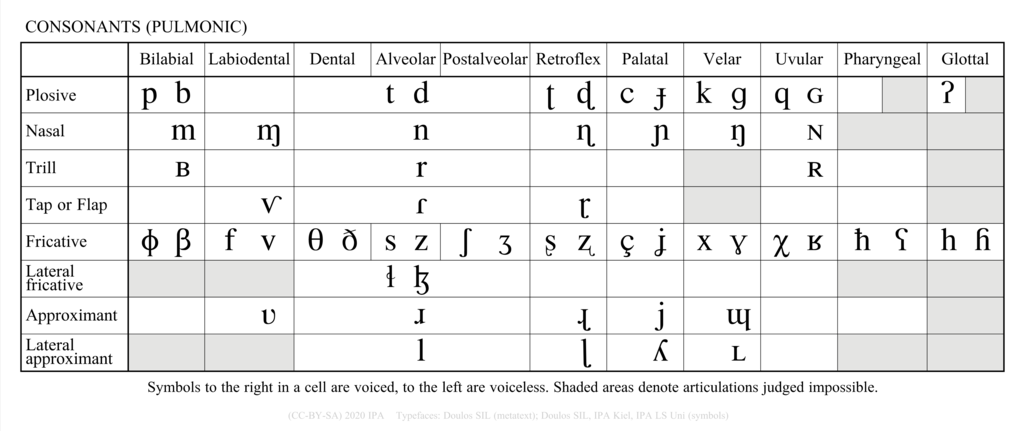 CONSONANTS (PULMONIC)
Bilabial Labiodental Dental Alveolar Postalveolar Retroflex Palatal Velar Uvular Pharyngeal Glottal
Plosive p b t d ʈ ɖ c ɟ k ɡ q ɢ ʔ
Nasal m ɱ n ɳ ɲ ŋ ɴ
Trill ʙ r ʀ
Tap or Flap ⱱ ɾ ɽ
Fricative ɸ β f v θ ð s z ʃ ʒ ʂ ʐ ç ʝ x ɣ χ ʁ ħ ʕ h ɦ
Lateral
fricative ɬ ɮ
Approximant ʋ ɹ ɻ j ɰ
Lateral
approximant l ɭ ʎ ʟ
Symbols to the right in a cell are voiced, to the left are voiceless. Shaded areas denote articulations judged impossible.
(CC-BY-SA) 2020 IPA Typefaces: Doulos SIL (metatext); Doulos SIL, IPA Kiel, IPA LS Uni (symbols)